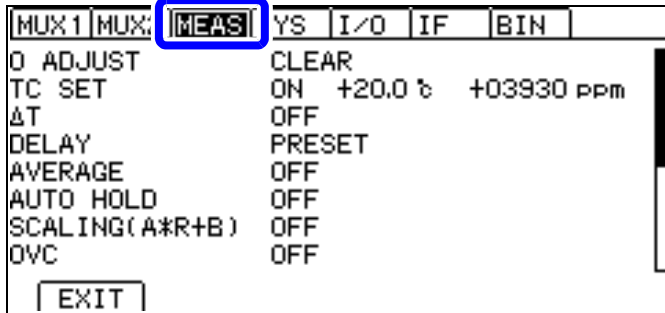 MUX1 MUX2 MEAS YS I/O IF BIN
0 ADJUST CLEAR
TC SET ON +20.0 ℃ +03930 ppm
ΔT OFF
DELAY PRESET
AVERAGE OFF
AUTO HOLD OFF
SCALING(A*R+B) OFF
OVC OFF
EXIT